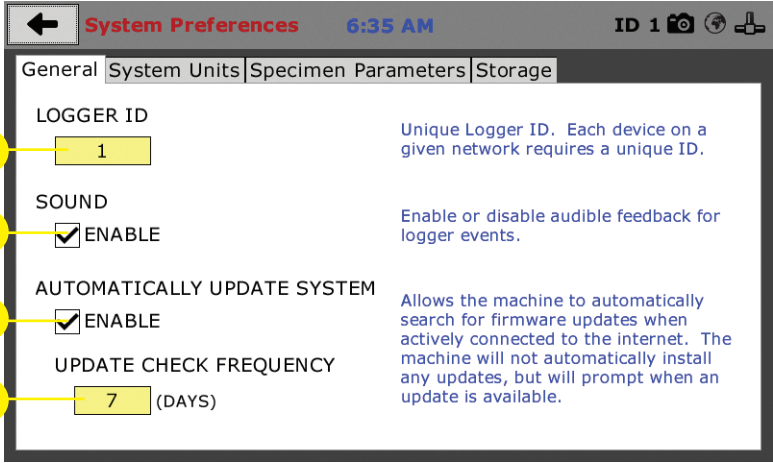 System Preferences 6:35 AM ID 1
General System Units Specimen Parameters Storage
LOGGER ID
1
Unique Logger ID. Each device on a
given network requires a unique ID.
SOUND
ENABLE
Enable or disable audible feedback for
logger events.
AUTOMATICALLY UPDATE SYSTEM
ENABLE
Allows the machine to automatically
search for firmware updates when
actively connected to the internet. The
machine will not automatically install
any updates, but will prompt when an
update is available.
UPDATE CHECK FREQUENCY
7 (DAYS)